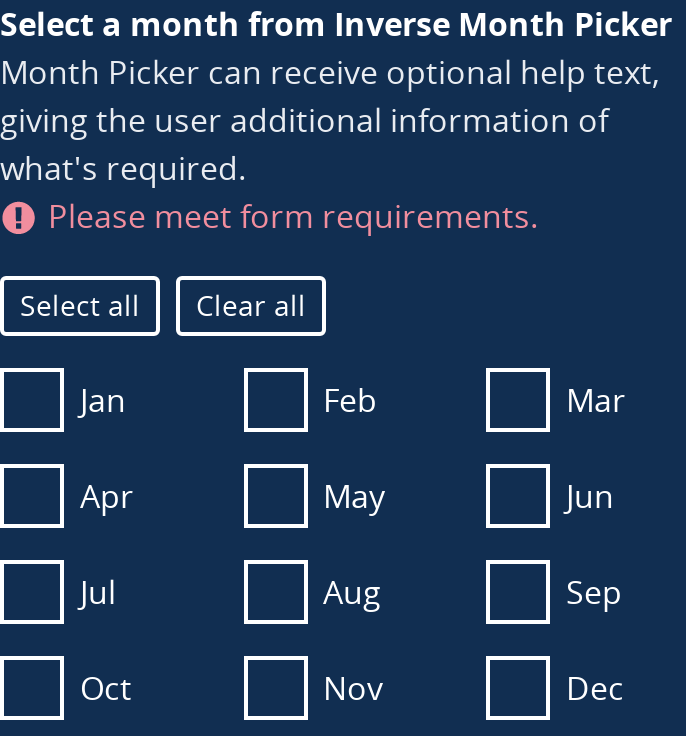 Select a month from Inverse Month Picker
Month Picker can receive optional help text,
giving the user additional information of
what's required.
Please meet form requirements.
Select all Clear all
Jan Feb Mar
Apr May Jun
Jul Aug Sep
Oct Nov Dec